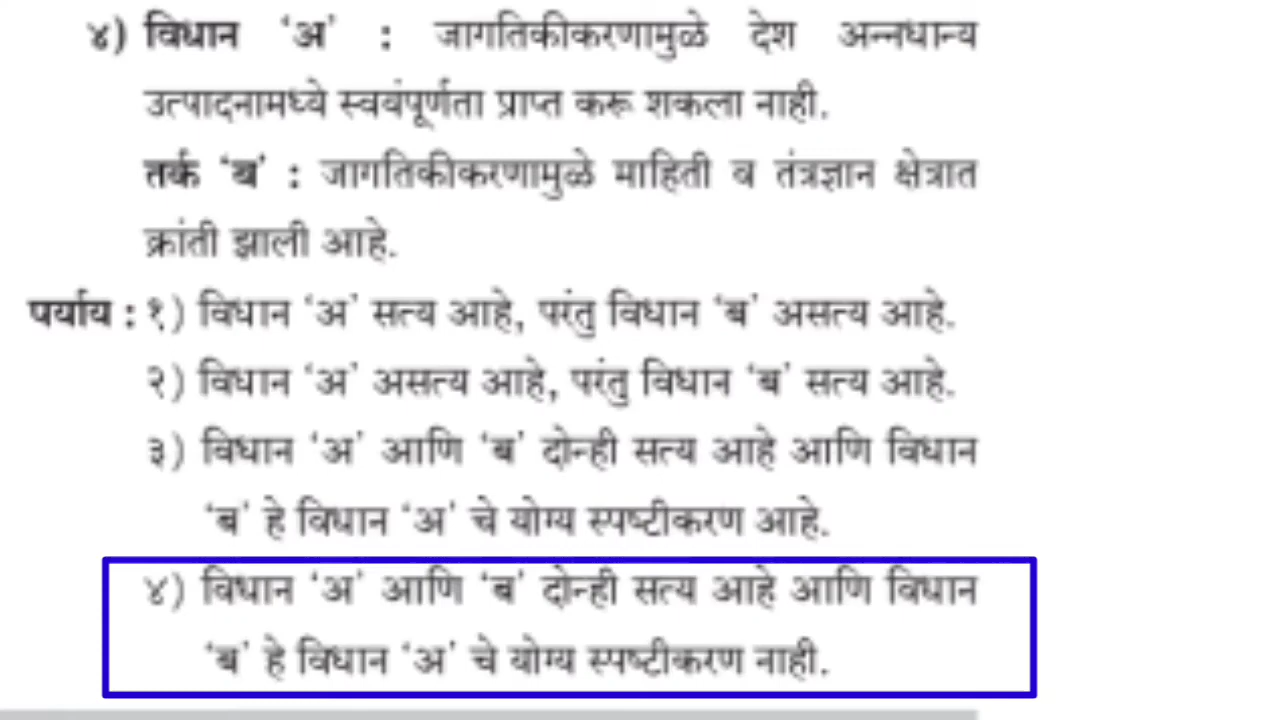 ४) विधान ‘अ’ : जागतिकीकरणामुळे देश अन्नधान्य
उत्पादनामध्ये स्वयंपूर्णता प्राप्त करू शकला नाही.
तर्क ‘ब’ : जागतिकीकरणामुळे माहिती व तंत्रज्ञान क्षेत्रात
क्रांती झाली आहे.
पर्याय : १) विधान ‘अ’ सत्य आहे, परंतु विधान ‘ब’ असत्य आहे.
२) विधान ‘अ’ असत्य आहे, परंतु विधान ‘ब’ सत्य आहे.
३) विधान ‘अ’ आणि ‘ब’ दोन्ही सत्य आहे आणि विधान
‘ब’ हे विधान ‘अ’ चे योग्य स्पष्टीकरण आहे.
४) विधान ‘अ’ आणि ‘ब’ दोन्ही सत्य आहे आणि विधान
‘ब’ हे विधान ‘अ’ चे योग्य स्पष्टीकरण नाही.